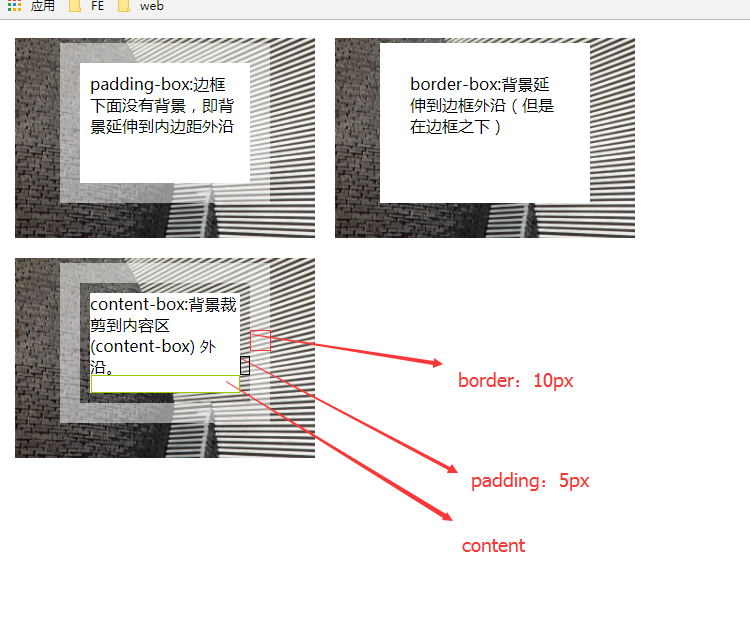 应用 FE web
padding-box:边框
下面没有背景，即背
景延伸到内边距外沿
border-box:背景延
伸到边框外沿（但是
在边框之下）
content-box:背景裁
剪到内容区
(content-box) 外
沿。
border：10px
padding：5px
content